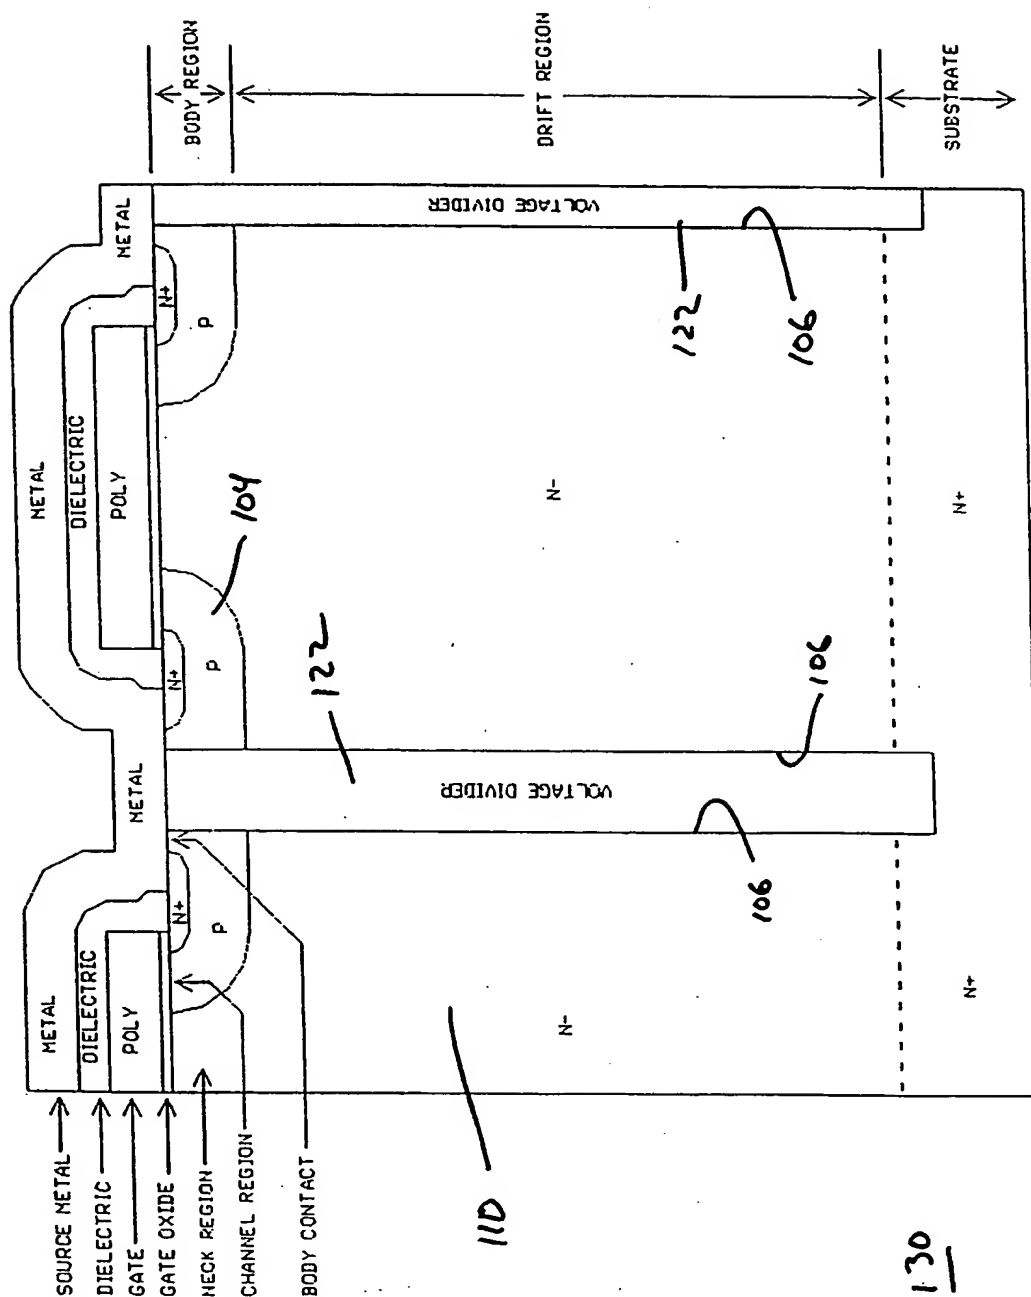 SOURCE METAL
DIELECTRIC
GATE
GATE OXIDE
NECK REGION
CHANNEL REGION
BODY CONTACT
METAL
DIELECTRIC
POLY
N+
P
METAL
METAL
DIELECTRIC
POLY
N+
P
104
N+
P
METAL
BODY REGION
DRIFT REGION
SUBSTRATE
VOLTAGE DIVIDER
122
106
106
VOLTAGE DIVIDER
122
106
N-
N-
110
N+
N+
130